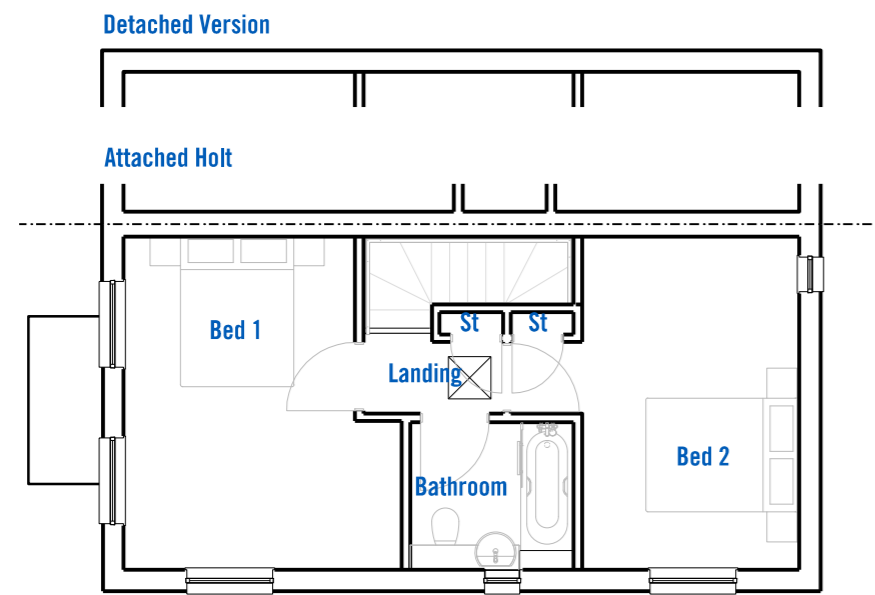 Detached Version
Attached Holt
Bed 1
St
St
Landing
Bed 2
Bathroom